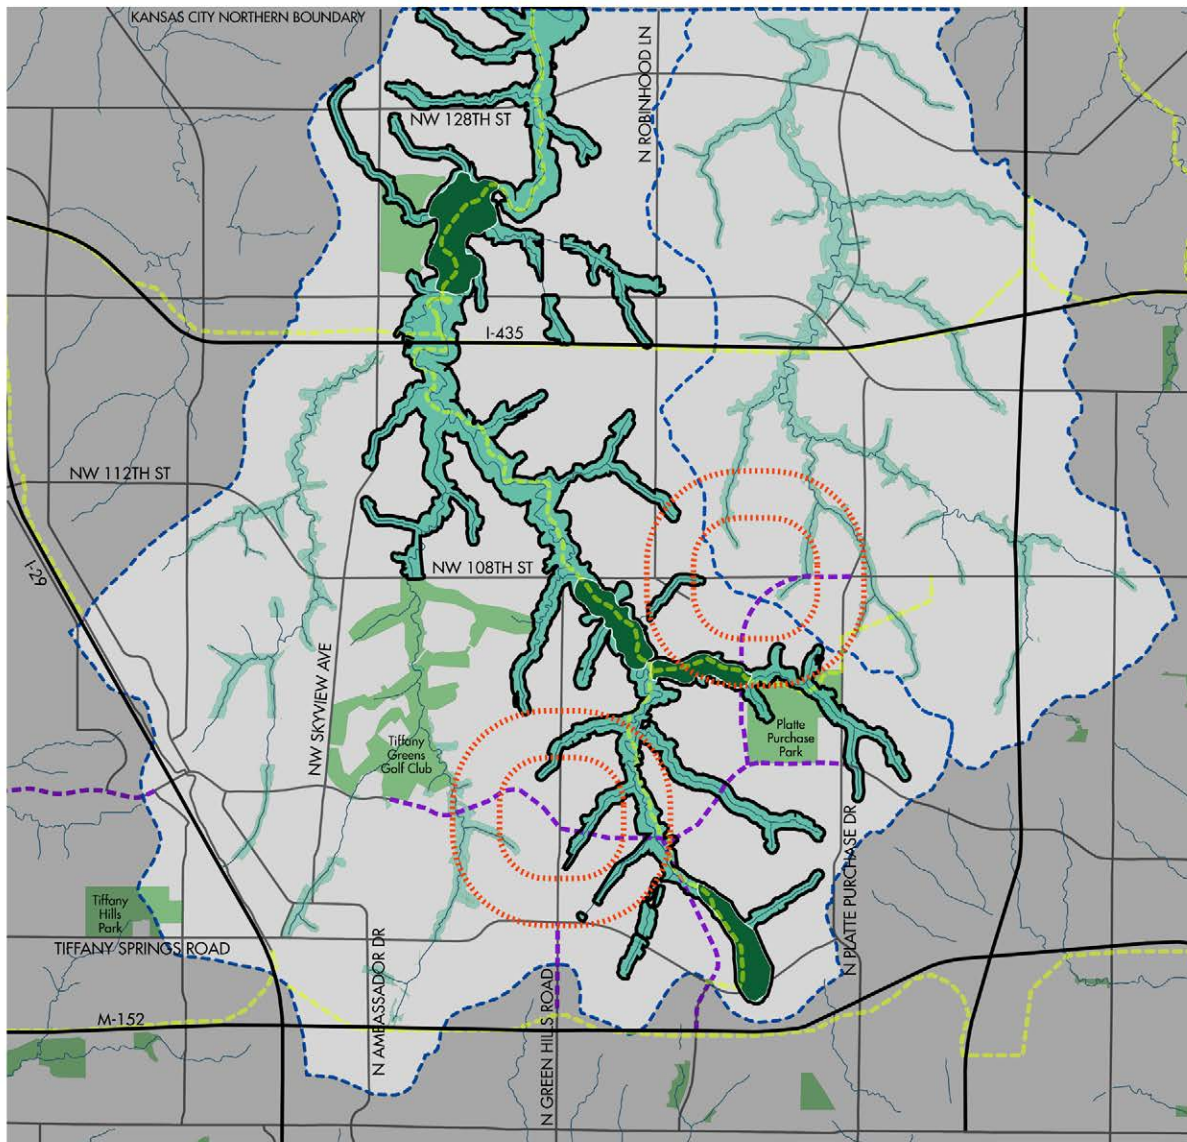 KANSAS CITY NORTHERN BOUNDARY
N ROBINHOOD LN
NW 128TH ST
I-435
NW 112TH ST
I-29
NW 108TH ST
NW SKYVIEW AVE
Tiffany
Greens
Golf Club
Platte
Purchase
Park
N PLATTE PURCHASE DR
Tiffany
Hills
Park
TIFFANY SPRINGS ROAD
N AMBASSADOR DR
N GREEN HILLS ROAD
M-152